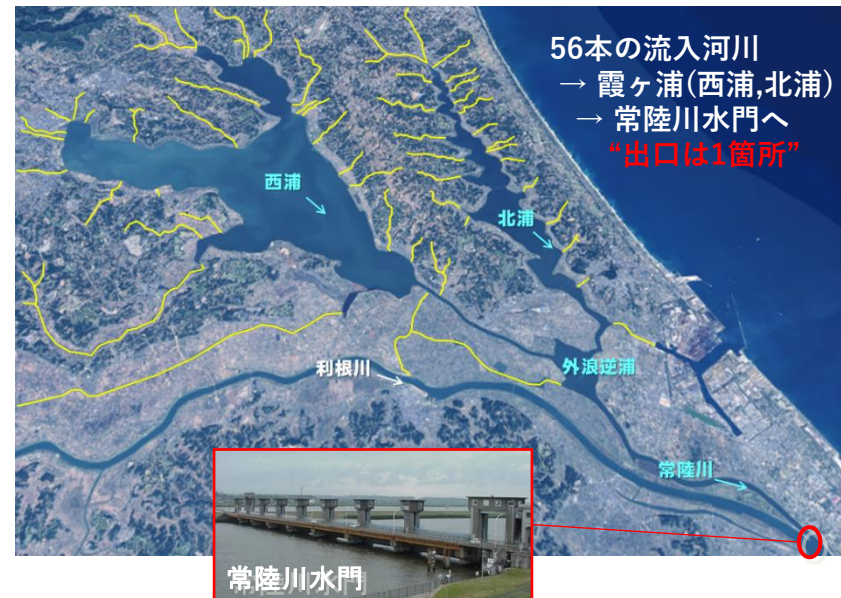 56本の流入河川
→ 霞ヶ浦(西浦,北浦)
→ 常陸川水門へ
“出口は1箇所”
西浦
北浦
利根川
外浪逆浦
常陸川
常陸川水門